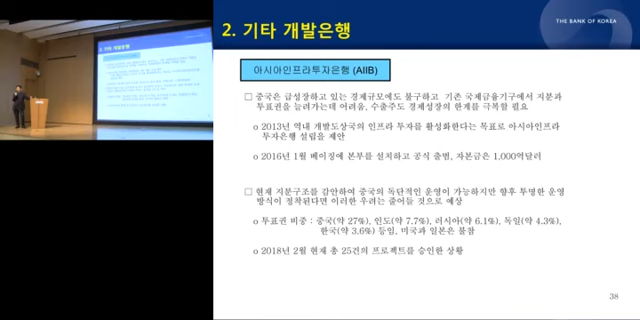 THE BANK OF KOREA
2. 기타 개발은행
아시아인프라투자은행 (AIIB)
□ 중국은 급성장하고 있는 경제규모에도 불구하고 기존 국제금융기구에서 지분과
투표권을 늘려가는데 어려움, 수출주도 경제성장의 한계를 극복할 필요
o 2013년 역내 개발도상국의 인프라 투자를 활성화한다는 목표로 아시아인프라
투자은행 설립을 제안
o 2016년 1월 베이징에 본부를 설치하고 공식 출범, 자본금은 1,000억달러
□ 현재 지분구조를 감안하여 중국의 독단적인 운영이 가능하지만 향후 투명한 운영
방식이 정착된다면 이러한 우려는 줄어들 것으로 예상
o 투표권 비중 : 중국(약 27%), 인도(약 7.7%), 러시아(약 6.1%), 독일(약 4.3%),
한국(약 3.6%) 등임, 미국과 일본은 불참
o 2018년 2월 현재 총 25건의 프로젝트를 승인한 상황
38
2. 기타 개발은행